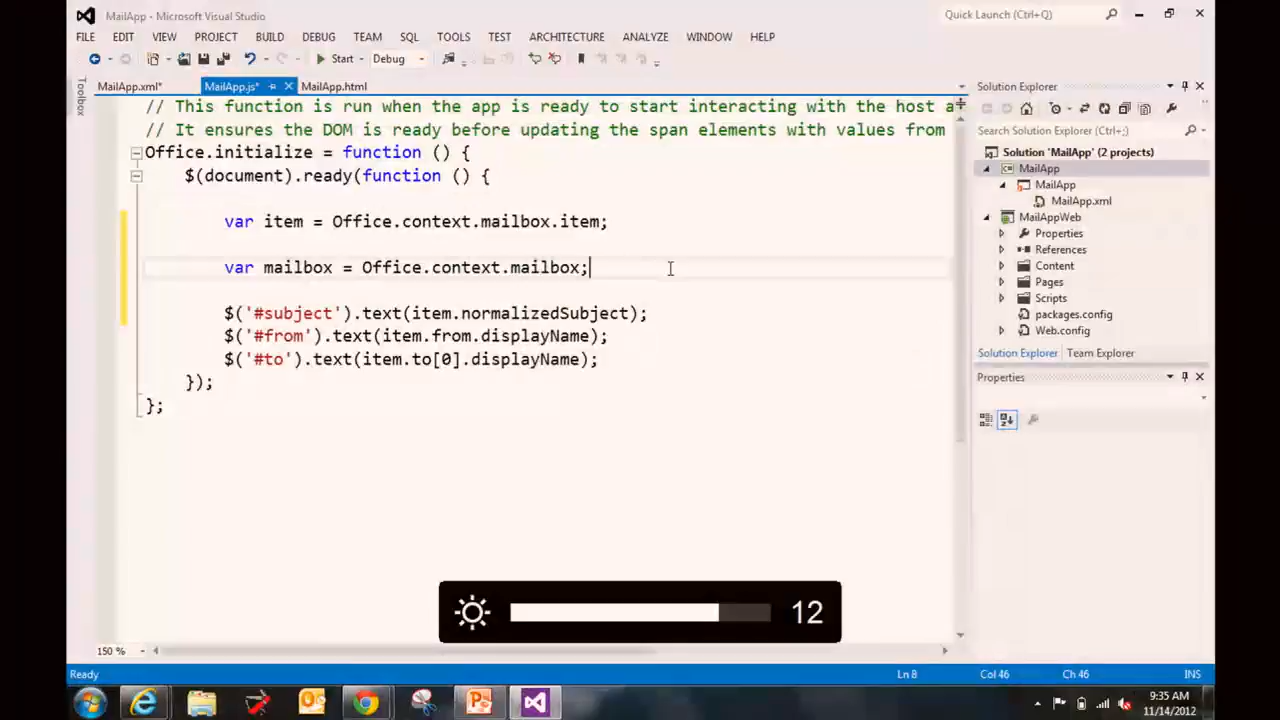 MailApp - Microsoft Visual Studio
Quick Launch (Ctrl+Q)
FILE EDIT VIEW PROJECT BUILD DEBUG TEAM SQL TOOLS TEST ARCHITECTURE ANALYZE WINDOW HELP
Start Debug
Toolbox
MailApp.xml* MailApp.js* MailApp.html
// This function is run when the app is ready to start interacting with the host a
// It ensures the DOM is ready before updating the span elements with values from
Office.initialize = function () {
$(document).ready(function () {
var item = Office.context.mailbox.item;
var mailbox = Office.context.mailbox;
$('#subject').text(item.normalizedSubject);
$('#from').text(item.from.displayName);
$('#to').text(item.to[0].displayName);
});
};
150 %
Solution Explorer
Search Solution Explorer (Ctrl+;)
Solution 'MailApp' (2 projects)
MailApp
MailApp
MailApp.xml
MailAppWeb
Properties
References
Content
Pages
Scripts
packages.config
Web.config
Solution Explorer Team Explorer
Properties
12
Ready Ln 8 Col 46 Ch 46 INS
9:35 AM
11/14/2012